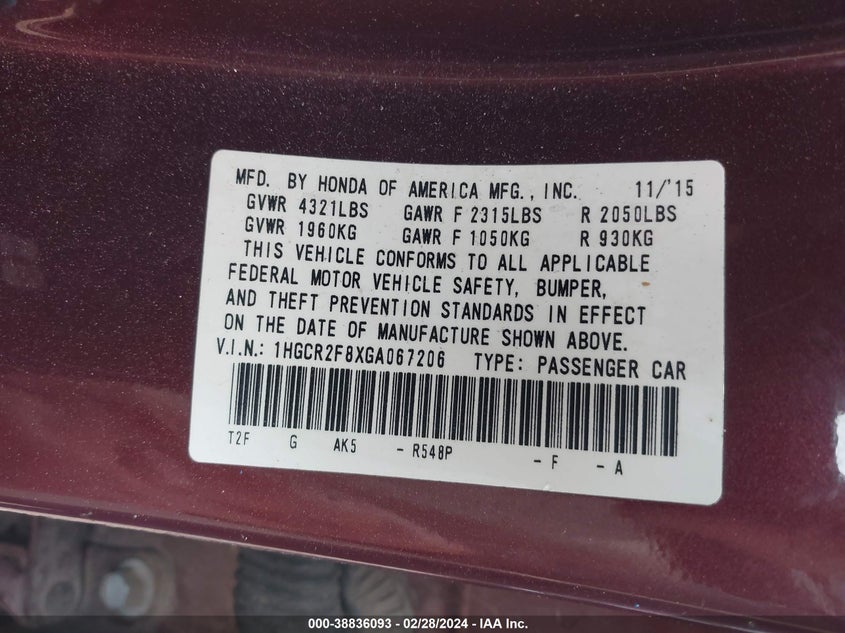 MFD. BY HONDA OF AMERICA MFG., INC. 11/'15
GVWR 4321LBS GAWR F 2315LBS R 2050LBS
GVWR 1960KG GAWR F 1050KG R 930KG
THIS VEHICLE CONFORMS TO ALL APPLICABLE
FEDERAL MOTOR VEHICLE SAFETY, BUMPER,
AND THEFT PREVENTION STANDARDS IN EFFECT
ON THE DATE OF MANUFACTURE SHOWN ABOVE.
V.I.N.: 1HGCR2F8XGA067206 TYPE: PASSENGER CAR
T2F G AK5 - R548P - F - A
000-38836093 - 02/28/2024 - IAA Inc.